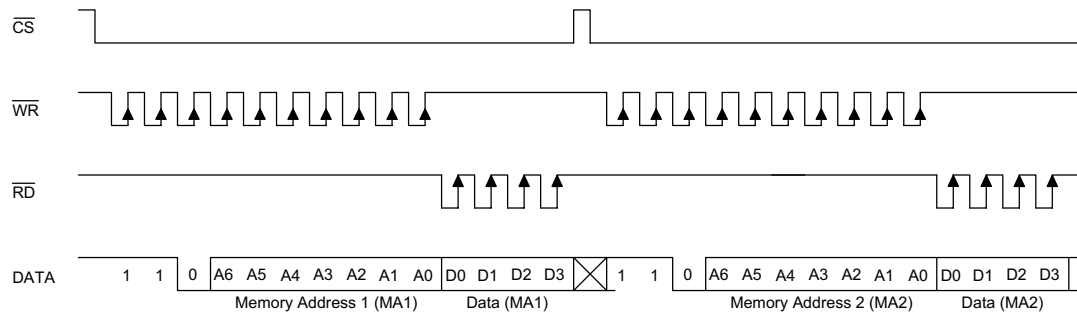 CS
WR
RD
DATA 1 1 0 A6 A5 A4 A3 A2 A1 A0 D0 D1 D2 D3 1 1 0 A6 A5 A4 A3 A2 A1 A0 D0 D1 D2 D3
Memory Address 1 (MA1) Data (MA1) Memory Address 2 (MA2) Data (MA2)